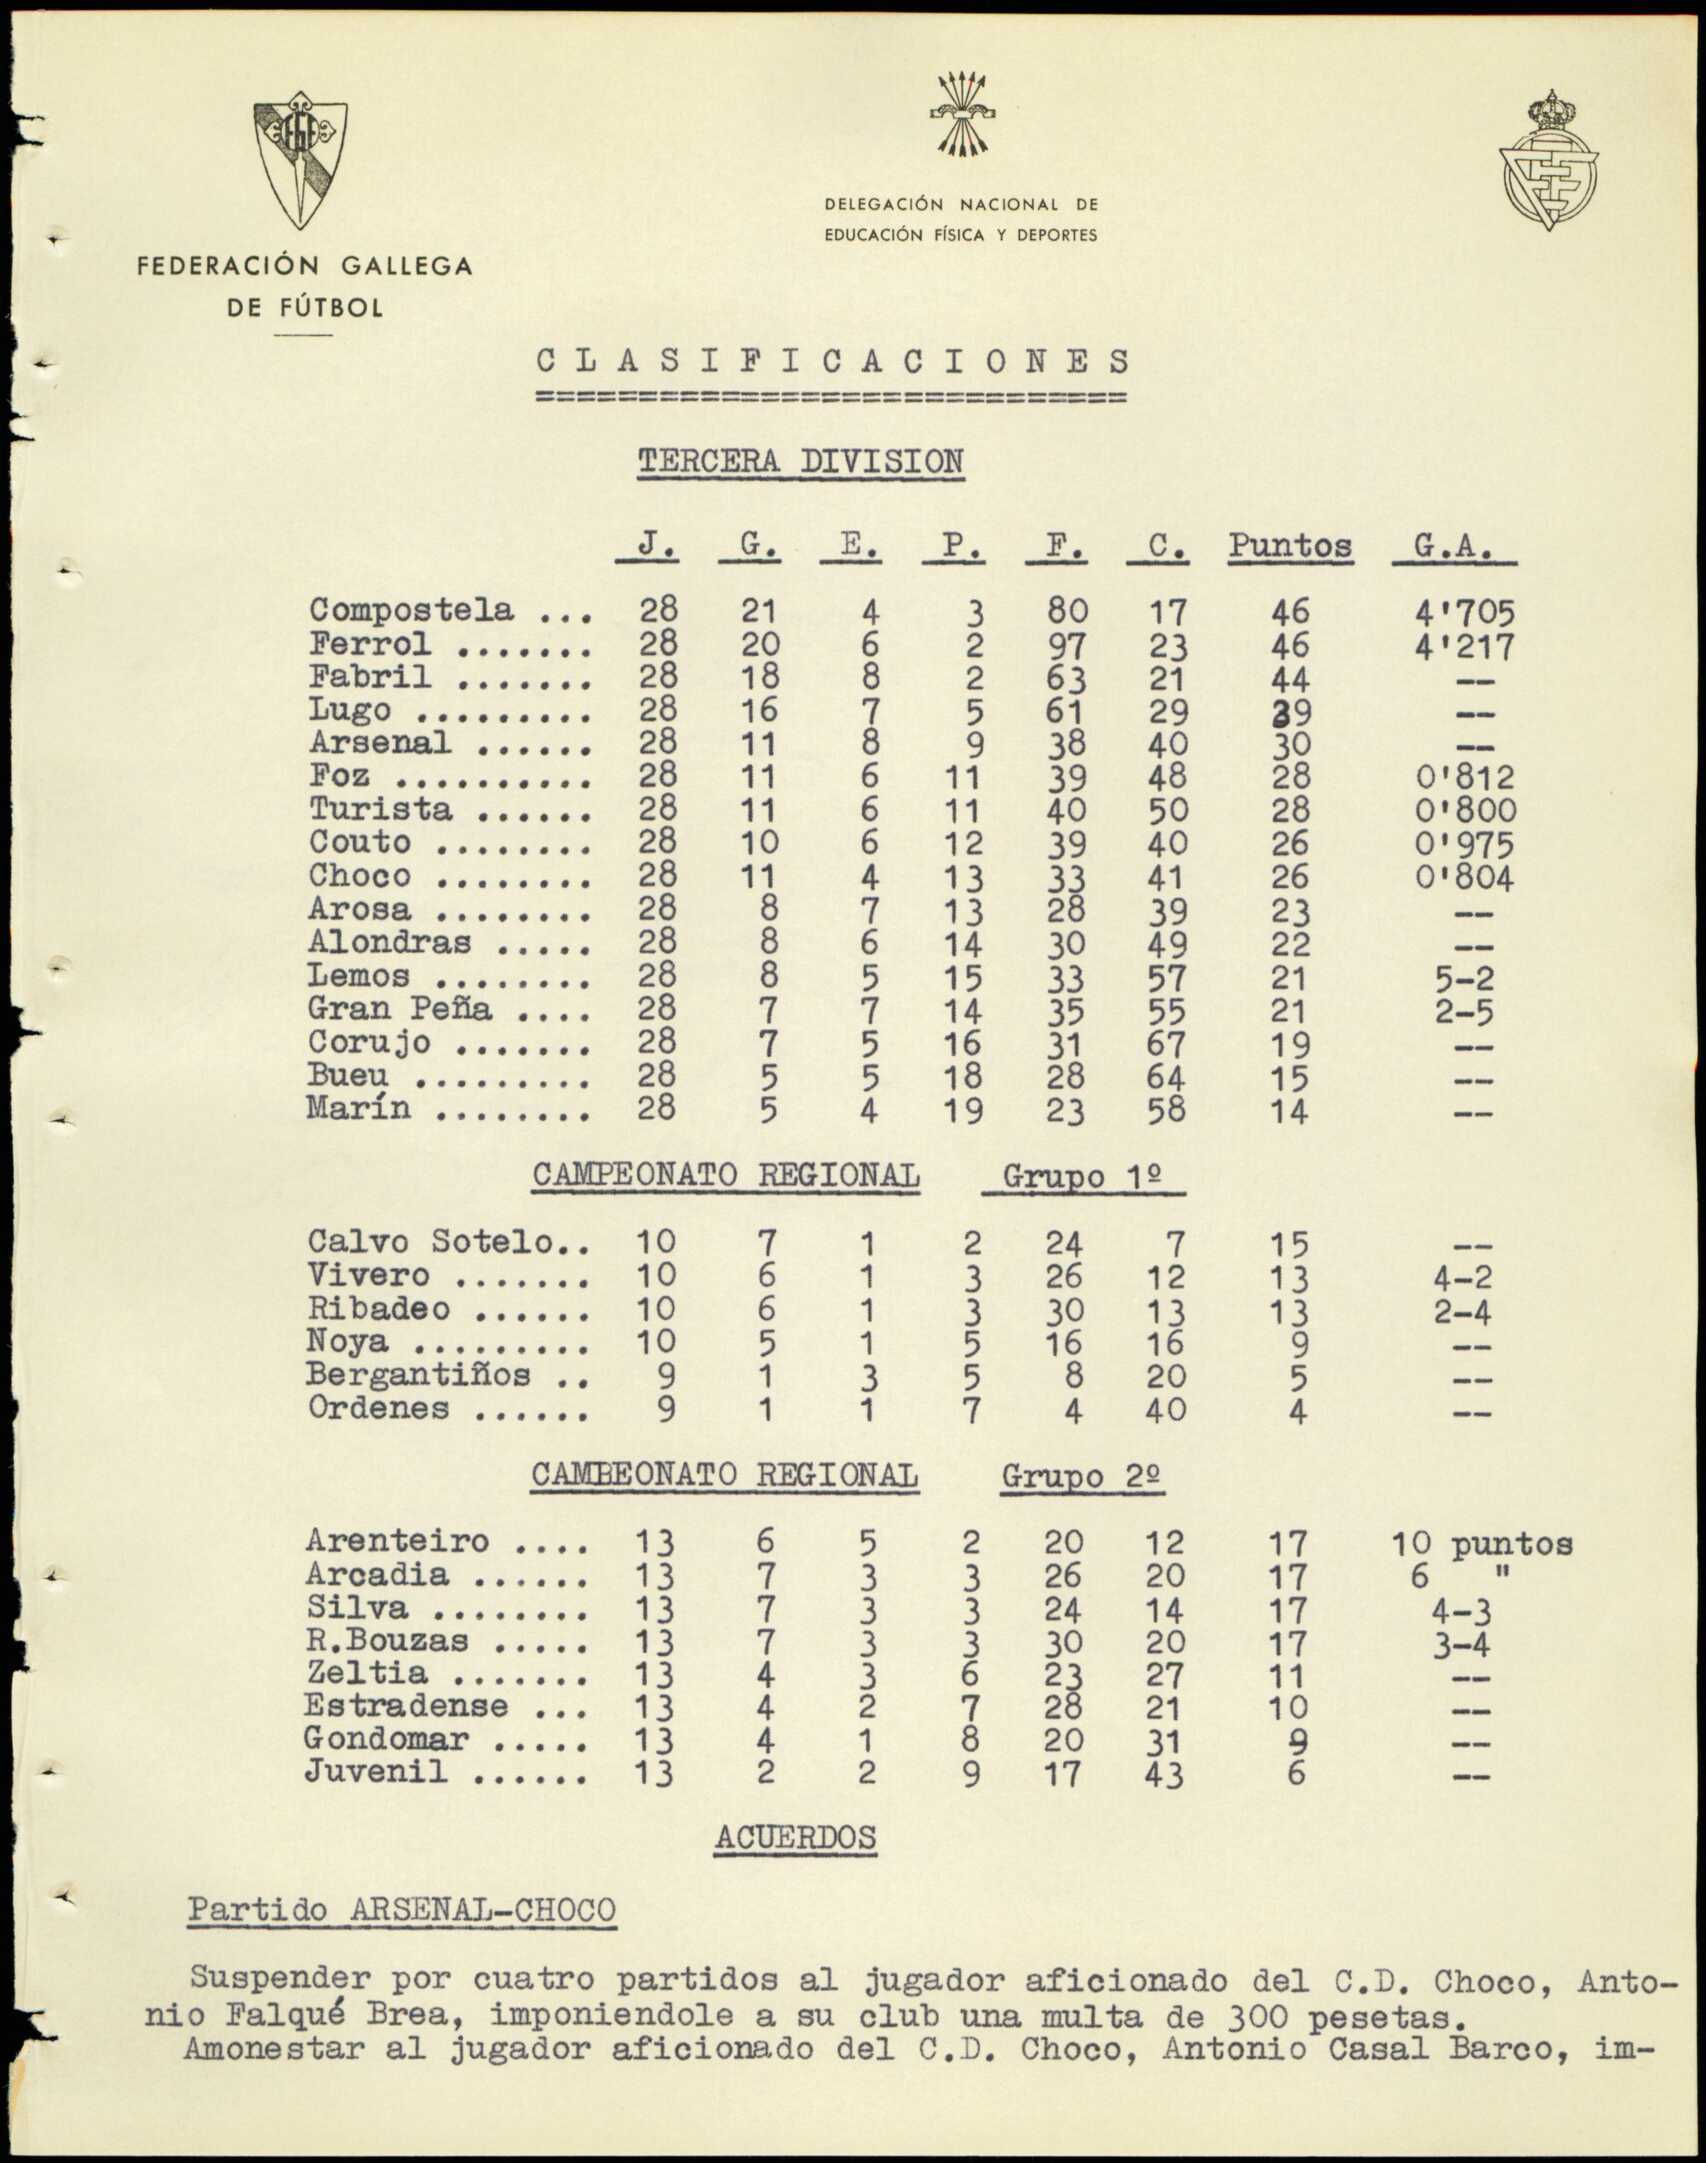 FEDERACIÓN GALLEGA
DE FÚTBOL
DELEGACIÓN NACIONAL DE
EDUCACIÓN FÍSICA Y DEPORTES
C L A S I F I C A C I O N E S
=============================
TERCERA DIVISION
J. G. E. P. F. C. Puntos G.A.
Compostela ... 28 21 4 3 80 17 46 4'705
Ferrol ....... 28 20 6 2 97 23 46 4'217
Fabril ....... 28 18 8 2 63 21 44 --
Lugo ......... 28 16 7 5 61 29 39 --
Arsenal ...... 28 11 8 9 38 40 30 --
Foz .......... 28 11 6 11 39 48 28 0'812
Turista ...... 28 11 6 11 40 50 28 0'800
Couto ........ 28 10 6 12 39 40 26 0'975
Choco ........ 28 11 4 13 33 41 26 0'804
Arosa ........ 28 8 7 13 28 39 23 --
Alondras ..... 28 8 6 14 30 49 22 --
Lemos ........ 28 8 5 15 33 57 21 5-2
Gran Peña .... 28 7 7 14 35 55 21 2-5
Corujo ....... 28 7 5 16 31 67 19 --
Bueu ......... 28 5 5 18 28 64 15 --
Marín ........ 28 5 4 19 23 58 14 --
CAMPEONATO REGIONAL Grupo 1º
Calvo Sotelo.. 10 7 1 2 24 7 15 --
Vivero ....... 10 6 1 3 26 12 13 4-2
Ribadeo ...... 10 6 1 3 30 13 13 2-4
Noya ......... 10 5 1 5 16 16 9 --
Bergantiños .. 9 1 3 5 8 20 5 --
Ordenes ...... 9 1 1 7 4 40 4 --
CAMBEONATO REGIONAL Grupo 2º
Arenteiro .... 13 6 5 2 20 12 17 10 puntos
Arcadia ...... 13 7 3 3 26 20 17 6 "
Silva ........ 13 7 3 3 24 14 17 4-3
R.Bouzas ..... 13 7 3 3 30 20 17 3-4
Zeltia ....... 13 4 3 6 23 27 11 --
Estradense ... 13 4 2 7 28 21 10 --
Gondomar ..... 13 4 1 8 20 31 9 --
Juvenil ...... 13 2 2 9 17 43 6 --
ACUERDOS
Partido ARSENAL-CHOCO
Suspender por cuatro partidos al jugador aficionado del C.D. Choco, Anto-
nio Falqué Brea, imponiendole a su club una multa de 300 pesetas.
Amonestar al jugador aficionado del C.D. Choco, Antonio Casal Barco, im-